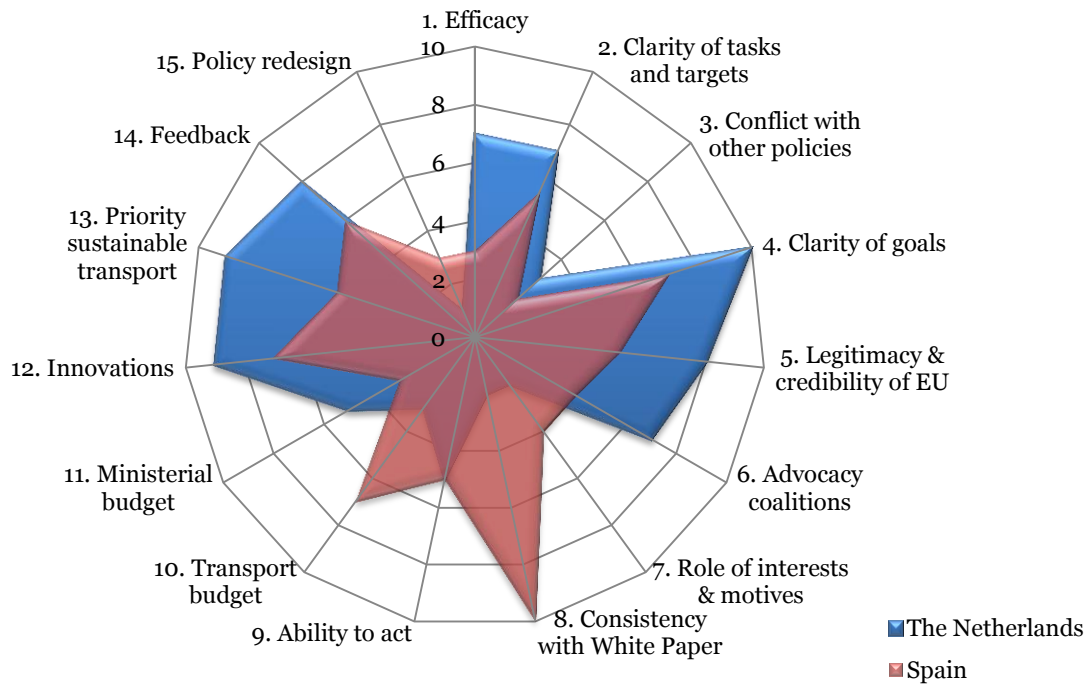 1. Efficacy
2. Clarity of tasks
and targets
3. Conflict with
other policies
4. Clarity of goals
5. Legitimacy &
credibility of EU
6. Advocacy
coalitions
7. Role of interests
& motives
8. Consistency
with White Paper
9. Ability to act
10. Transport
budget
11. Ministerial
budget
12. Innovations
13. Priority
sustainable
transport
14. Feedback
15. Policy redesign
10
8
6
4
2
0
The Netherlands
Spain